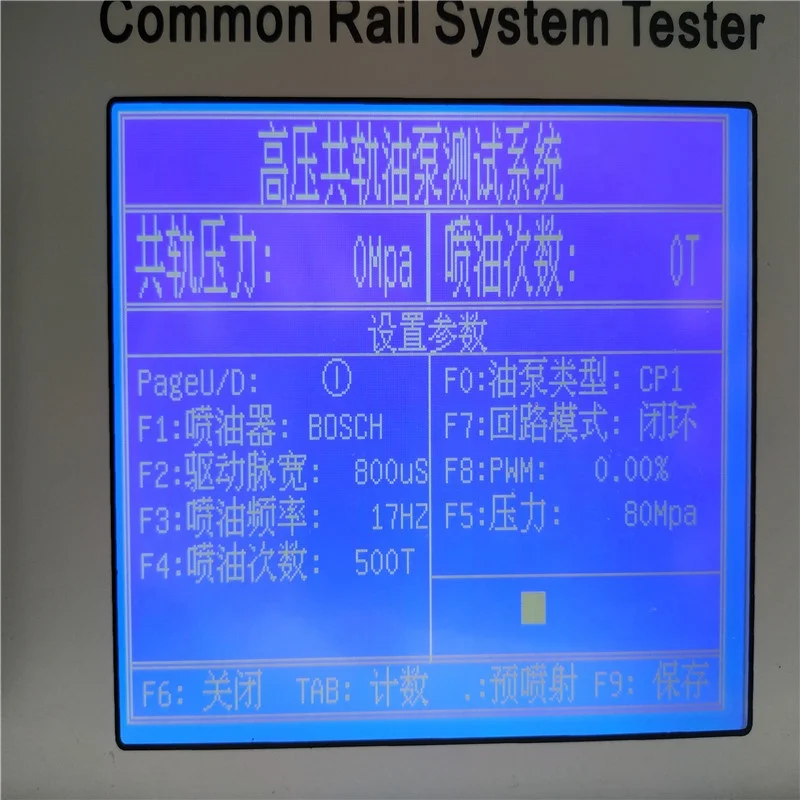 Common Rail System Tester
高压共轨油泵测试系统
共轨压力: 0Mpa 喷油次数: 0T
设置参数
PageU/D: ① F0:油泵类型: CP1
F1:喷油器: BOSCH F7:回路模式: 闭环
F2:驱动脉宽: 800uS F8:PWM: 0.00%
F3:喷油频率: 17HZ F5:压力: 80Mpa
F4:喷油次数: 500T
F6: 关闭 TAB: 计数 .:预喷射 F9: 保存